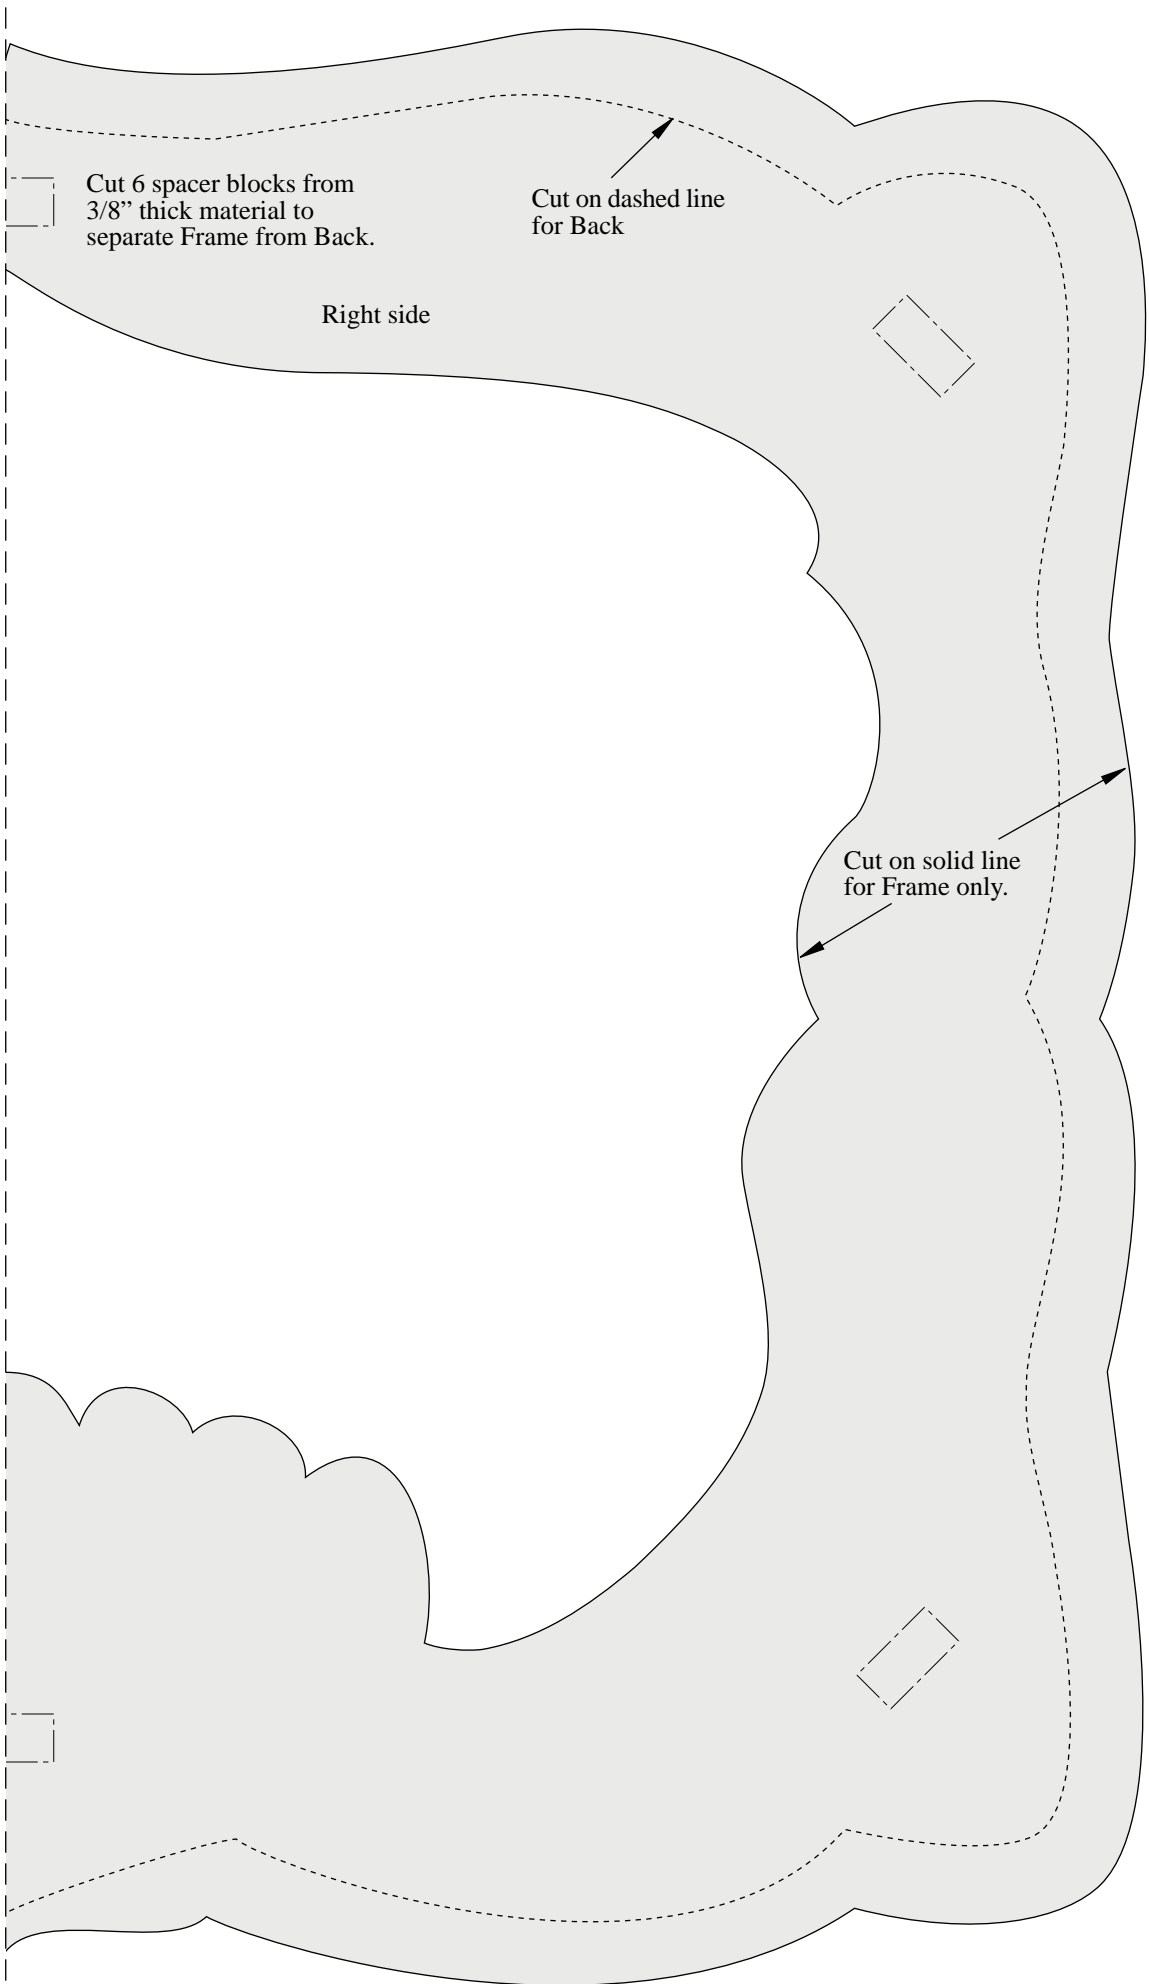 Cut 6 spacer blocks from
3/8” thick material to
separate Frame from Back.
Cut on dashed line
for Back
Right side
Cut on solid line
for Frame only.